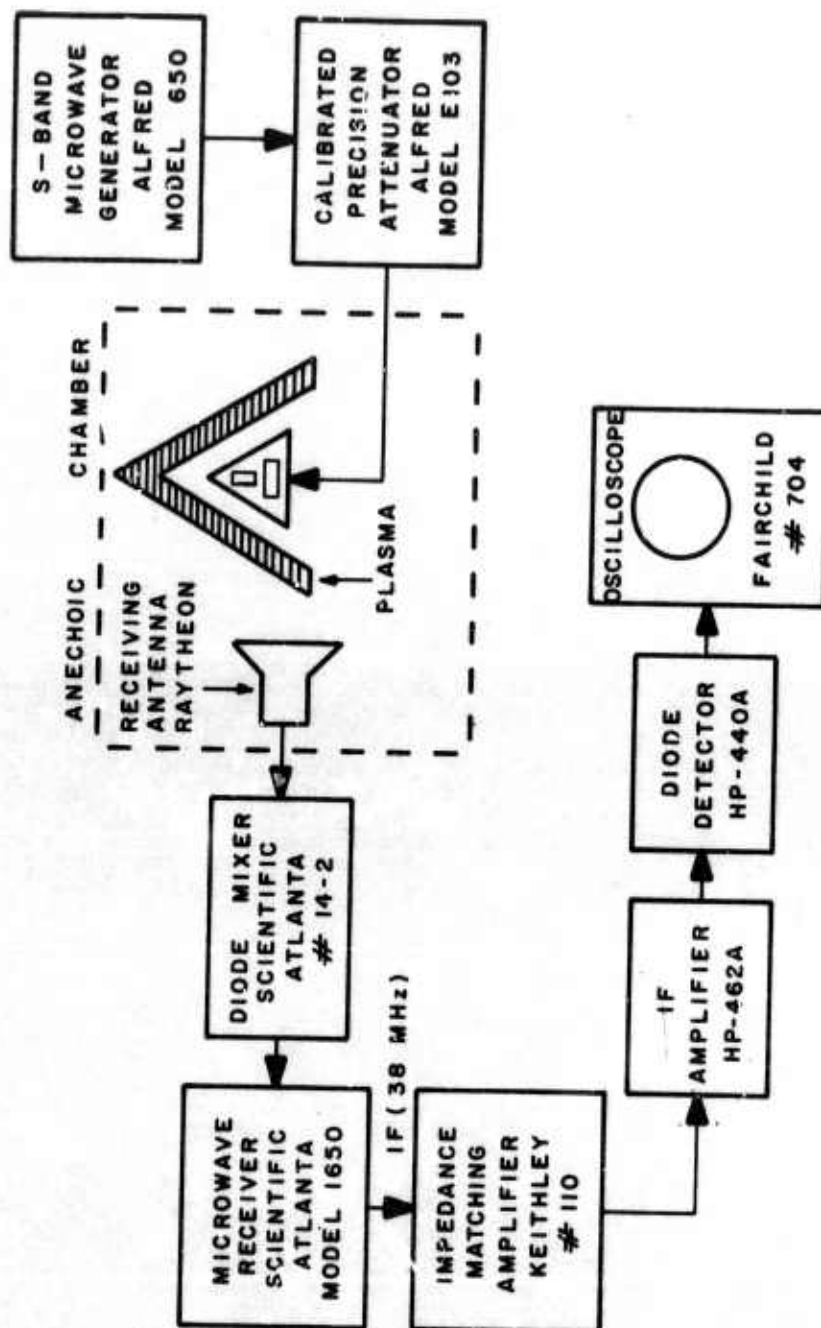 S-BAND
MICROWAVE
GENERATOR
ALFRED
MODEL 650
CALIBRATED
PRECISION
ATTENUATOR
ALFRED
MODEL E103
ANECHOIC CHAMBER
RECEIVING
ANTENNA
RAYTHEON
PLASMA
DIODE MIXER
SCIENTIFIC
ATLANTA
# 14-2
MICROWAVE
RECEIVER
SCIENTIFIC
ATLANTA
MODEL 1650
IF (38 MHz)
IMPEDANCE
MATCHING
AMPLIFIER
KEITHLEY
# 110
IF
AMPLIFIER
HP-462A
DIODE
DETECTOR
HP-440A
OSCILLOSCOPE
FAIRCHILD
# 704